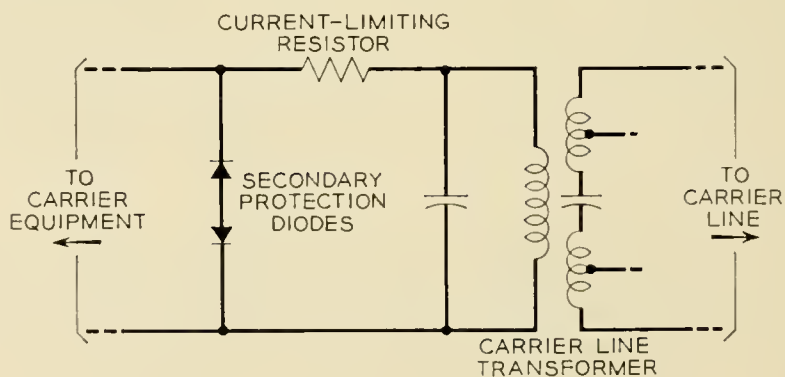 CURRENT-LIMITING
RESISTOR
TO
CARRIER
EQUIPMENT
SECONDARY
PROTECTION
DIODES
TO
CARRIER
LINE
CARRIER LINE
TRANSFORMER